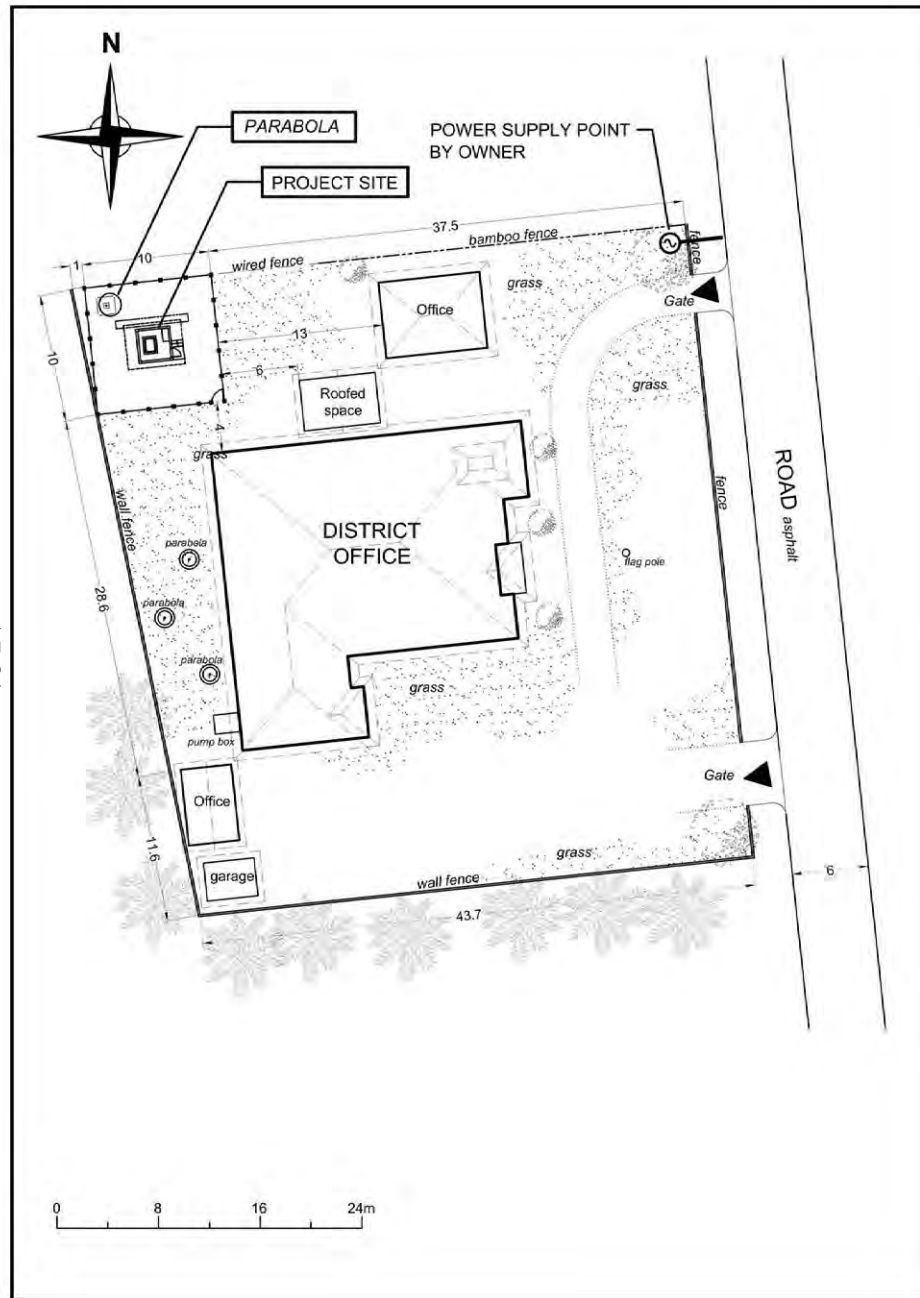 N
PARABOLA
POWER SUPPLY POINT
BY OWNER
PROJECT SITE
37.5
1
10
wired fence
bamboo fence
fence
grass
Gate
Office
10
13
6
grass
Roofed
space
4
grass
ROAD asphalt
wall fence
fence
DISTRICT
OFFICE
parabola
flag pole
28.6
parabola
parabola
grass
pump box
Gate
Office
11.6
grass
garage
wall fence
6
43.7
0
8
16
24m